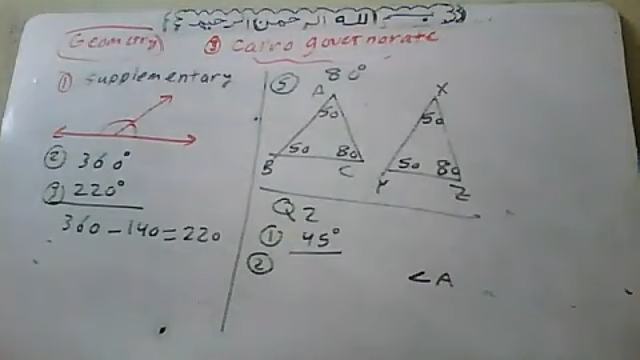 بسم الله الرحمن الرحيم
Geometry
③ Cairo governorate
① Supplementary
② 360°
③ 220°
360 - 140 = 220
⑤ 80°
A
50
50
80
B
C
X
50
50
80
Y
Z
Q2
① 45°
②
<A